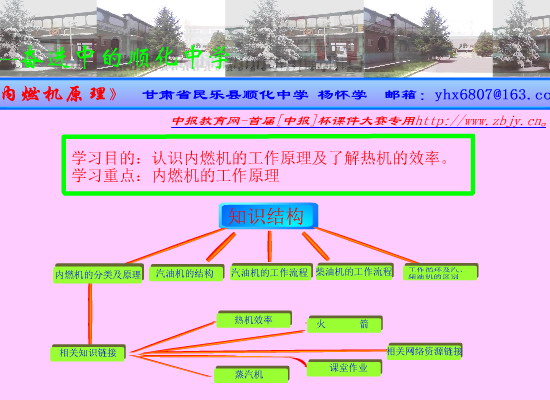 奋进中的顺化中学
内燃机原理》 甘肃省民乐县顺化中学 杨怀学 邮箱：yhx6807@163.co
中报教育网-首届[中报]杯课件大赛专用http://www.zbjy.cn。
学习目的：认识内燃机的工作原理及了解热机的效率。
学习重点：内燃机的工作原理
知识结构
内燃机的分类及原理
汽油机的结构
汽油机的工作流程
柴油机的工作流程
热机效率
火 箭
相关知识链接
相关网络资源链接
蒸汽机
课堂作业